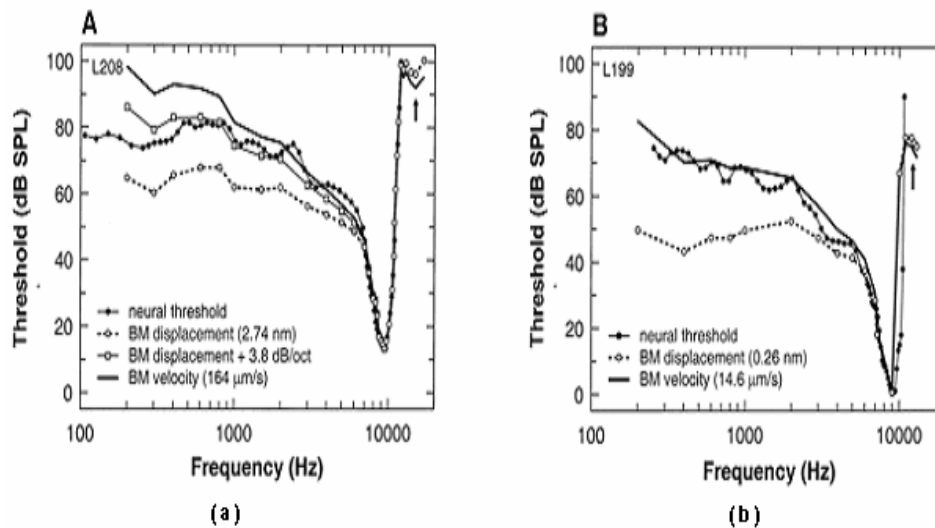 A
L208
Threshold (dB SPL)
100
80
60
40
20
0
neural threshold
BM displacement (2.74 nm)
BM displacement + 3.8 dB/oct
BM velocity (164 μm/s)
100
1000
10000
Frequency (Hz)
(a)
B
L199
Threshold (dB SPL)
100
80
60
40
20
0
neural threshold
BM displacement (0.26 nm)
BM velocity (14.6 μm/s)
100
1000
10000
Frequency (Hz)
(b)